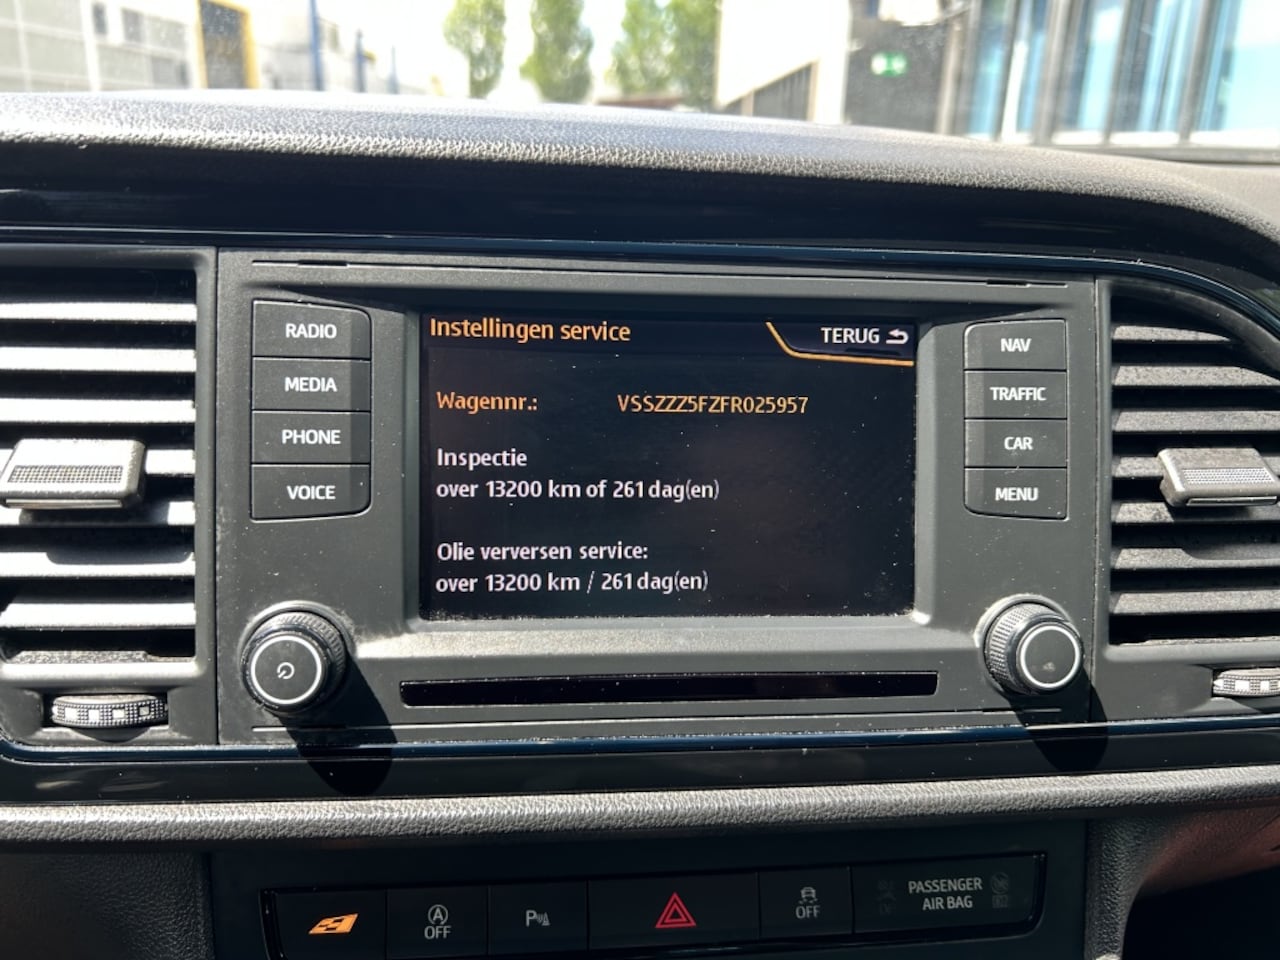 RADIO
MEDIA
PHONE
VOICE
Instellingen service
TERUG
Wagennr.: VSSZZZ5FZFR025957
Inspectie
over 13200 km of 261 dag(en)
Olie verversen service:
over 13200 km / 261 dag(en)
NAV
TRAFFIC
CAR
MENU
A
OFF
P
OFF
PASSENGER
AIR BAG